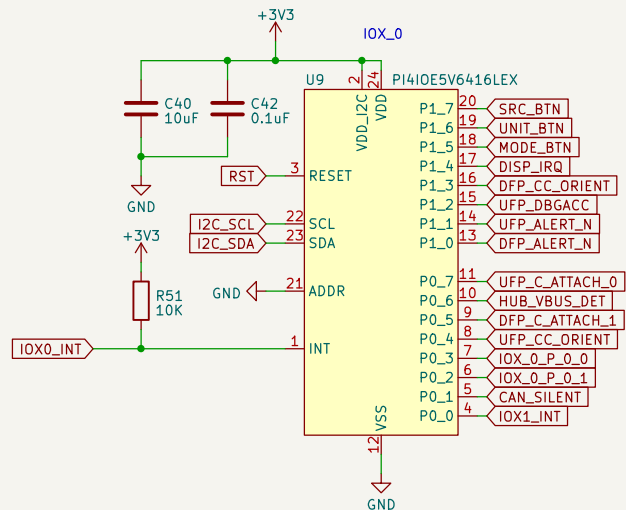 +3V3
IOX_0
U9
PI4IOE5V6416LEX
2
24
VDD_I2C
VDD
C40
10uF
C42
0.1uF
GND
RST
3
RESET
I2C_SCL
22
SCL
I2C_SDA
23
SDA
+3V3
GND
21
ADDR
R51
10K
IOX0_INT
1
INT
P1_7
20
SRC_BTN
P1_6
19
UNIT_BTN
P1_5
18
MODE_BTN
P1_4
17
DISP_IRQ
P1_3
16
DFP_CC_ORIENT
P1_2
15
UFP_DBGACC
P1_1
14
UFP_ALERT_N
P1_0
13
DFP_ALERT_N
P0_7
11
UFP_C_ATTACH_0
P0_6
10
HUB_VBUS_DET
P0_5
9
DFP_C_ATTACH_1
P0_4
8
UFP_CC_ORIENT
P0_3
7
IOX_0_P_0_0
P0_2
6
IOX_0_P_0_1
P0_1
5
CAN_SILENT
P0_0
4
IOX1_INT
VSS
12
GND